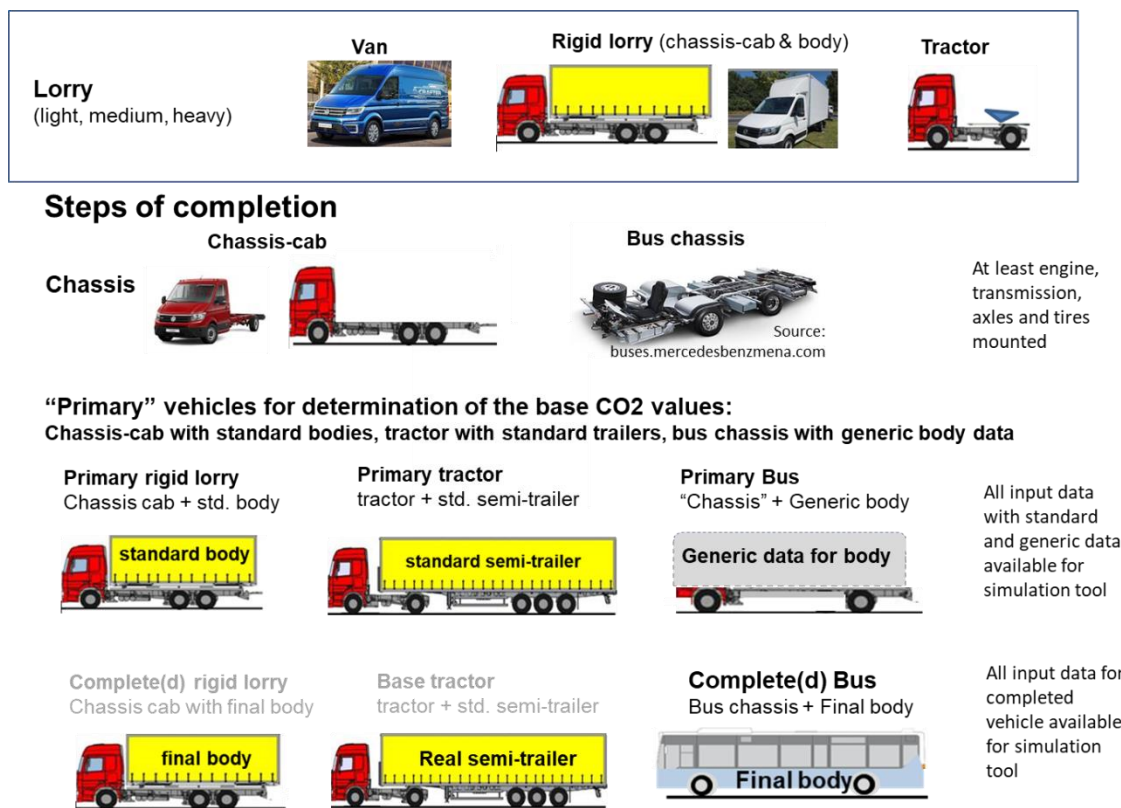 Van
Rigid lorry (chassis-cab & body)
Tractor
Lorry
(light, medium, heavy)
Steps of completion
Chassis-cab
Bus chassis
Chassis
At least engine,
transmission,
axles and tires
mounted
Source:
buses.mercedesbenzmena.com
“Primary” vehicles for determination of the base CO2 values:
Chassis-cab with standard bodies, tractor with standard trailers, bus chassis with generic body data
Primary rigid lorry
Chassis cab + std. body
Primary tractor
tractor + std. semi-trailer
Primary Bus
“Chassis” + Generic body
All input data
with standard
and generic data
available for
simulation tool
standard body
standard semi-trailer
Generic data for body
Complete(d) rigid lorry
Chassis cab with final body
Base tractor
tractor + std. semi-trailer
Complete(d) Bus
Bus chassis + Final body
All input data for
completed
vehicle available
for simulation
tool
final body
Real semi-trailer
Final body